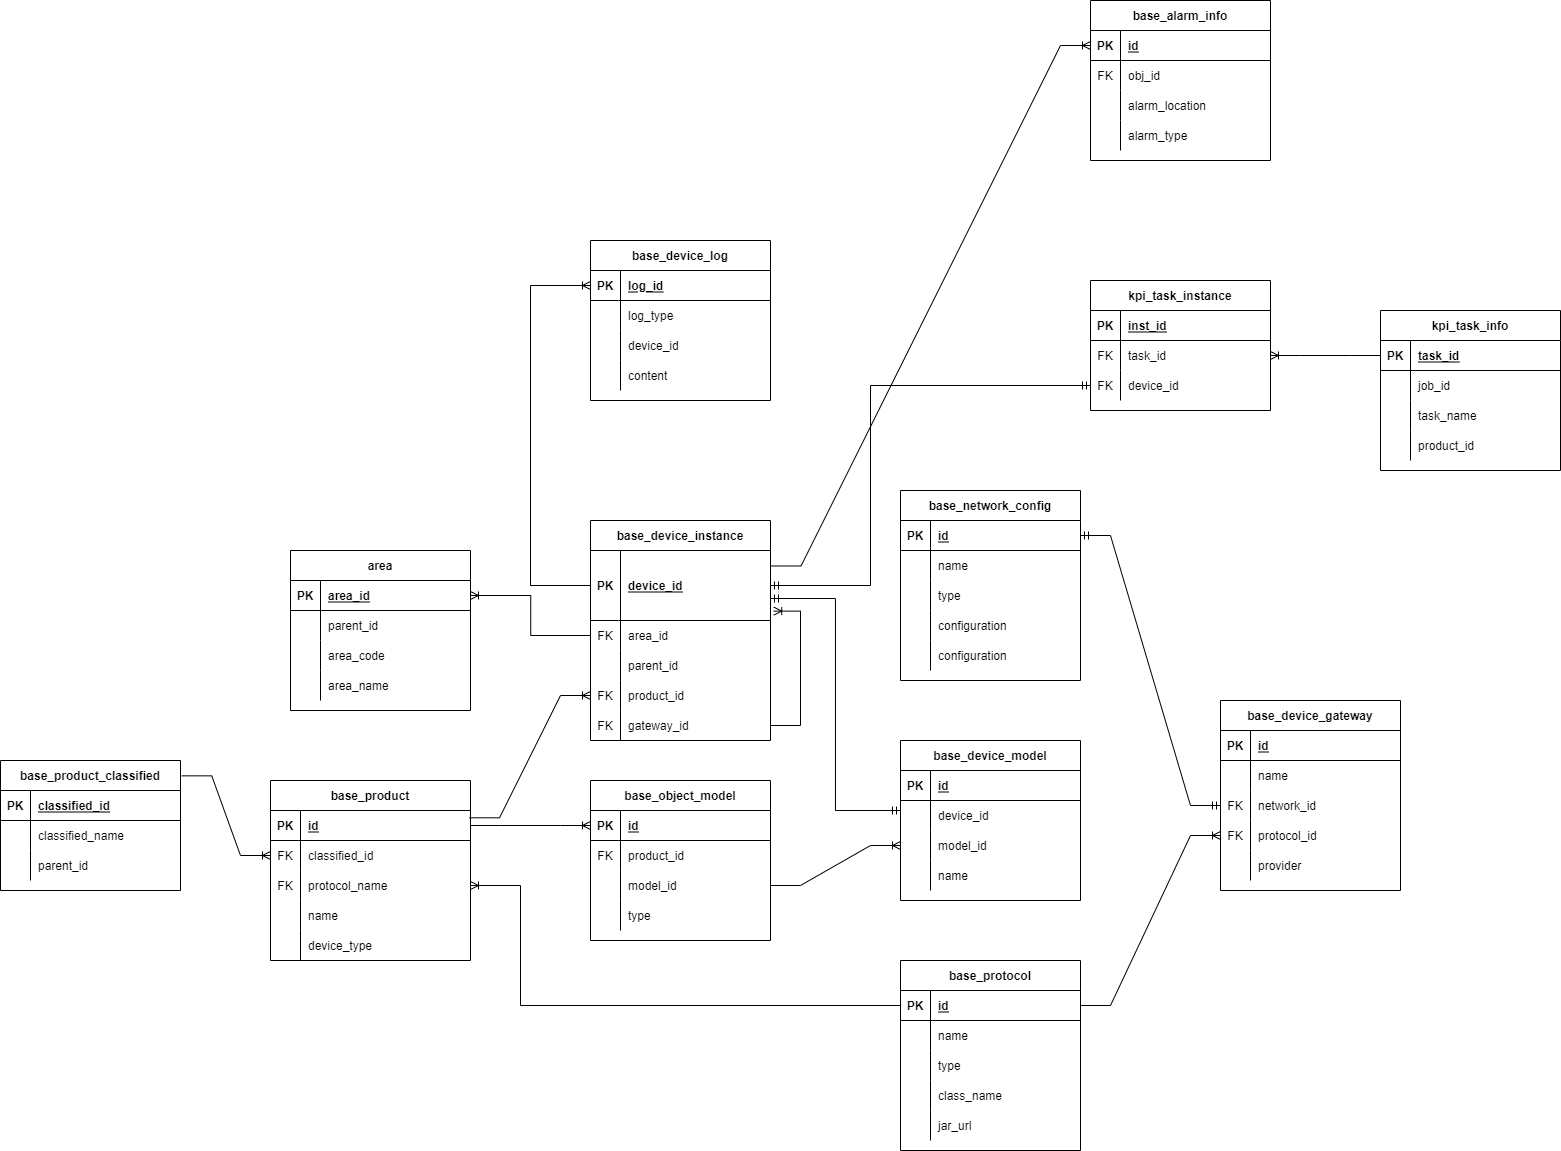 base_alarm_info
PK id
FK obj_id
alarm_location
alarm_type
base_device_log
PK log_id
log_type
device_id
content
kpi_task_instance
PK inst_id
FK task_id
FK device_id
kpi_task_info
PK task_id
job_id
task_name
product_id
base_network_config
PK id
name
type
configuration
configuration
base_device_instance
PK device_id
FK area_id
parent_id
FK product_id
FK gateway_id
area
PK area_id
parent_id
area_code
area_name
base_device_gateway
PK id
name
FK network_id
FK protocol_id
provider
base_device_model
PK id
device_id
model_id
name
base_product_classified
PK classified_id
classified_name
parent_id
base_product
PK id
FK classified_id
FK protocol_name
name
device_type
base_object_model
PK id
FK product_id
model_id
type
base_protocol
PK id
name
type
class_name
jar_url